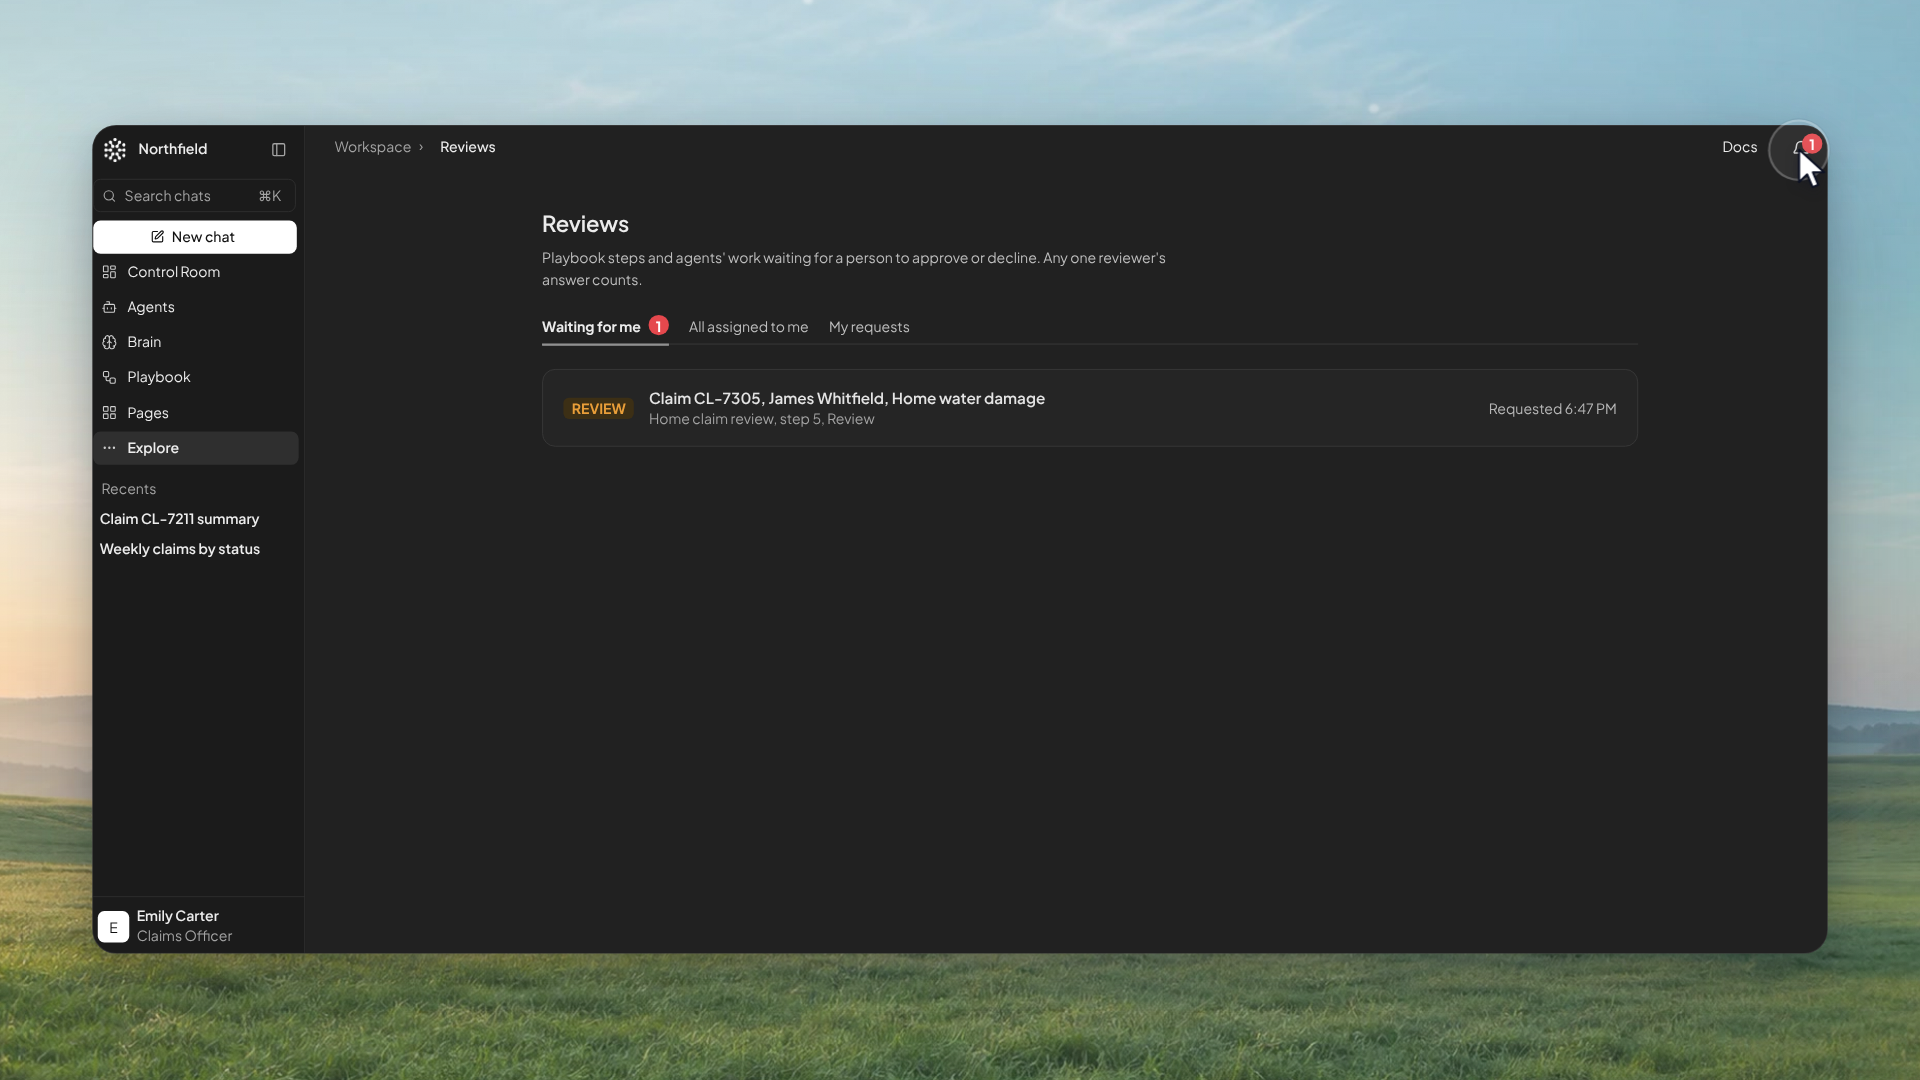 Northfield
Search chats ⌘K
New chat
Control Room
Agents
Brain
Playbook
Pages
Explore
Recents
Claim CL-7211 summary
Weekly claims by status
E
Emily Carter
Claims Officer
Workspace › Reviews
Docs
1
Reviews
Playbook steps and agents' work waiting for a person to approve or decline. Any one reviewer's
answer counts.
Waiting for me 1 All assigned to me My requests
REVIEW
Claim CL-7305, James Whitfield, Home water damage
Home claim review, step 5, Review
Requested 6:47 PM